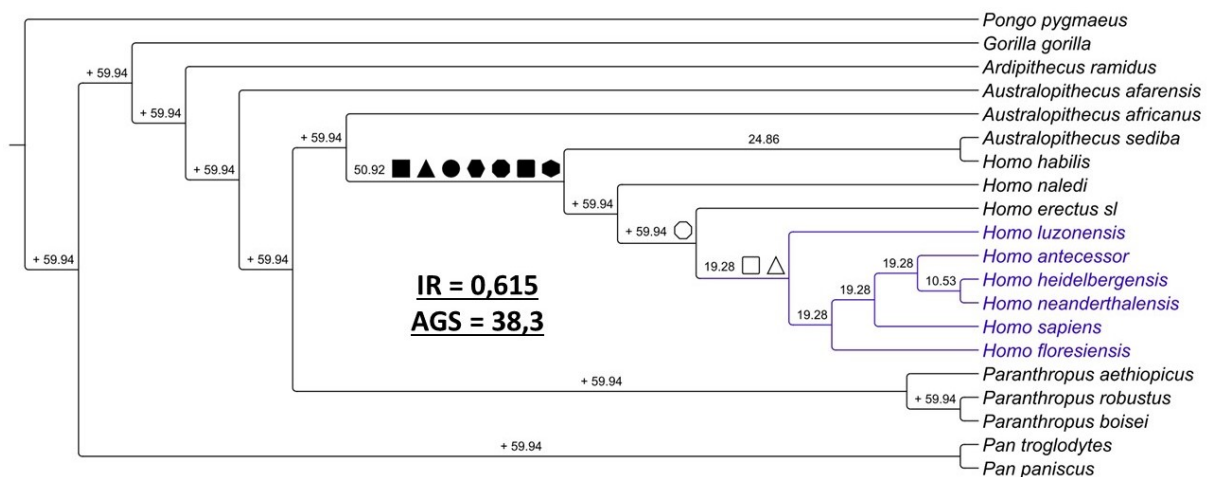 Pongo pygmaeus
Gorilla gorilla
+ 59.94
Ardipithecus ramidus
Australopithecus afarensis
+ 59.94
Australopithecus africanus
+ 59.94
Australopithecus sediba
24.86
Homo habilis
+ 59.94
50.92
Homo naledi
+ 59.94
Homo erectus sl
+ 59.94
Homo luzonensis
Homo antecessor
+ 59.94
+ 59.94
19.28
19.28
Homo heidelbergensis
10.53
19.28
IR = 0,615
Homo neanderthalensis
AGS = 38,3
19.28
Homo sapiens
Homo floresiensis
Paranthropus aethiopicus
+ 59.94
Paranthropus robustus
+ 59.94
Paranthropus boisei
Pan troglodytes
+ 59.94
Pan paniscus